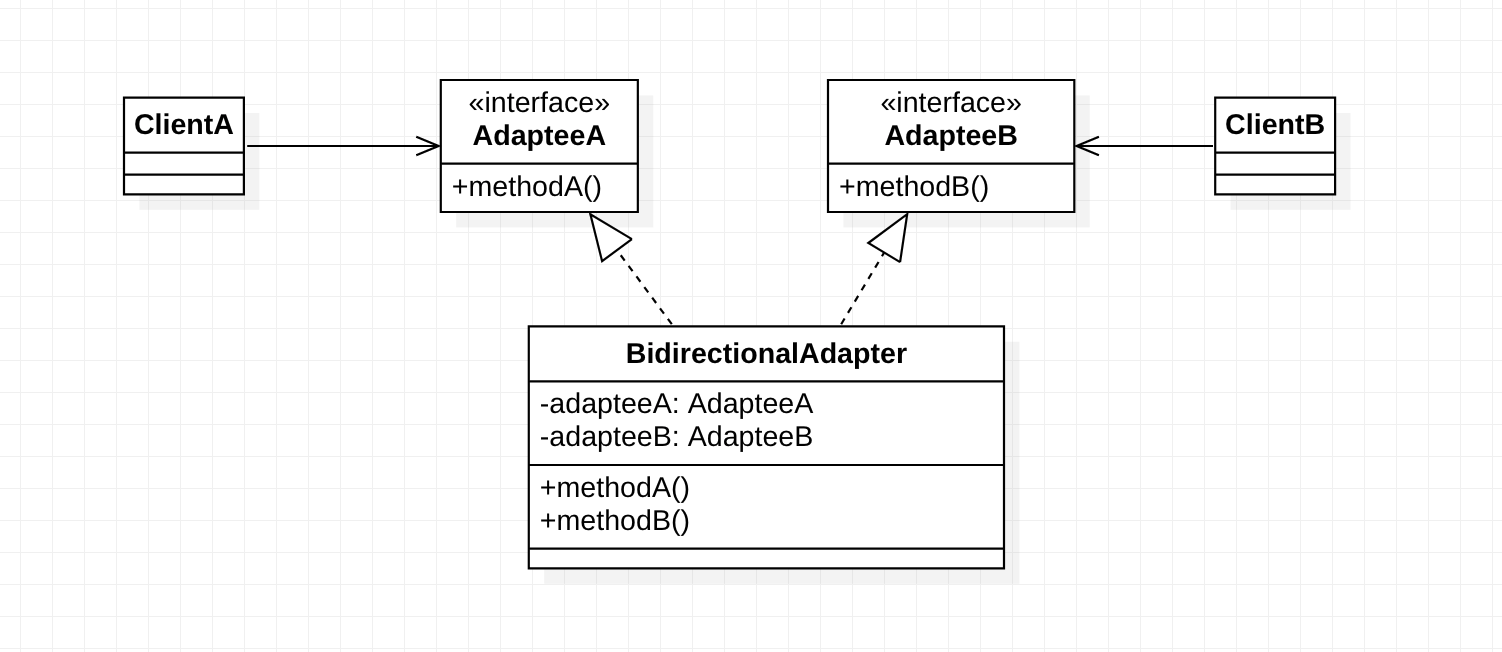 ClientA
«interface»
AdapteeA
+methodA()
«interface»
AdapteeB
+methodB()
ClientB
BidirectionalAdapter
-adapteeA: AdapteeA
-adapteeB: AdapteeB
+methodA()
+methodB()